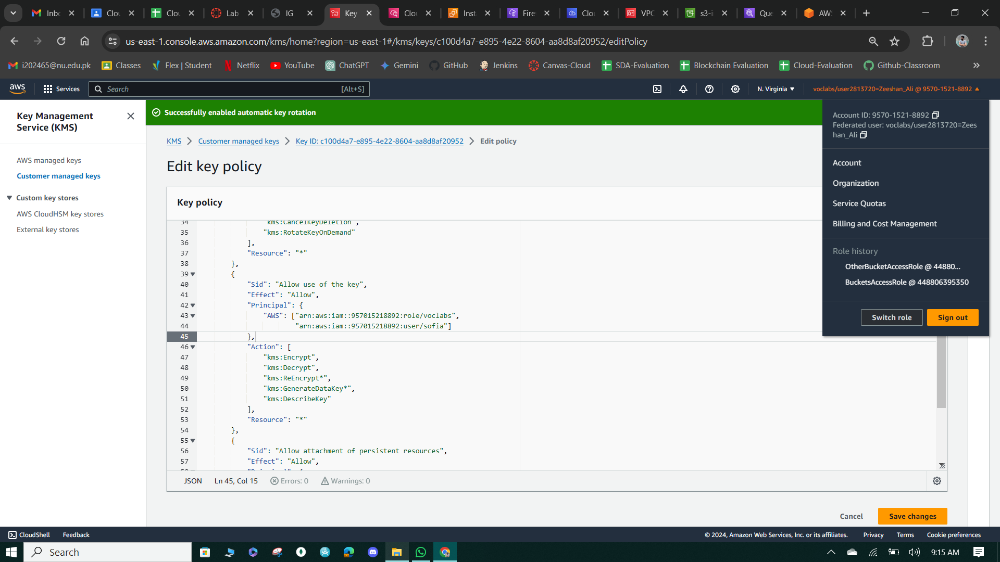 Inb
Clou
Clou
Lab
IG
Key
Clou
Inst
Fire
Clou
VPC
s3-i
Que
AWS
us-east-1.console.aws.amazon.com/kms/home?region=us-east-1#/kms/keys/c100d4a7-e895-4e22-8604-aa8d8af20952/editPolicy
i202465@nu.edu.pk
Classes
Flex | Student
Netflix
YouTube
ChatGPT
Gemini
GitHub
Jenkins
Canvas-Cloud
SDA-Evaluation
Blockchain Evaluation
Cloud-Evaluation
Github-Classroom
aws
Services
Search
[Alt+S]
N. Virginia
voclabs/user2813720=Zeeshan_Ali @ 9570-1521-8892
Key Management
Service (KMS)
AWS managed keys
Customer managed keys
Custom key stores
AWS CloudHSM key stores
External key stores
Successfully enabled automatic key rotation
KMS
Customer managed keys
Key ID: c100d4a7-e895-4e22-8604-aa8d8af20952
Edit policy
Edit key policy
Key policy
34 "kms:CancelKeyDeletion",
35 "kms:RotateKeyOnDemand"
36 ],
37 "Resource": "*"
38 },
39 {
40 "Sid": "Allow use of the key",
41 "Effect": "Allow",
42 "Principal": {
43 "AWS": ["arn:aws:iam::957015218892:role/voclabs",
44 "arn:aws:iam::957015218892:user/sofia"]
45 },
46 "Action": [
47 "kms:Encrypt",
48 "kms:Decrypt",
49 "kms:ReEncrypt*",
50 "kms:GenerateDataKey*",
51 "kms:DescribeKey"
52 ],
53 "Resource": "*"
54 },
55 {
56 "Sid": "Allow attachment of persistent resources",
57 "Effect": "Allow",
JSON
Ln 45, Col 15
Errors: 0
Warnings: 0
Cancel
Save changes
Account ID: 9570-1521-8892
Federated user: voclabs/user2813720=Zees
han_Ali
Account
Organization
Service Quotas
Billing and Cost Management
Role history
OtherBucketAccessRole @ 44880...
BucketsAccessRole @ 448806395350
Switch role
Sign out
CloudShell
Feedback
© 2024, Amazon Web Services, Inc. or its affiliates.
Privacy
Terms
Cookie preferences
Search
9:15 AM